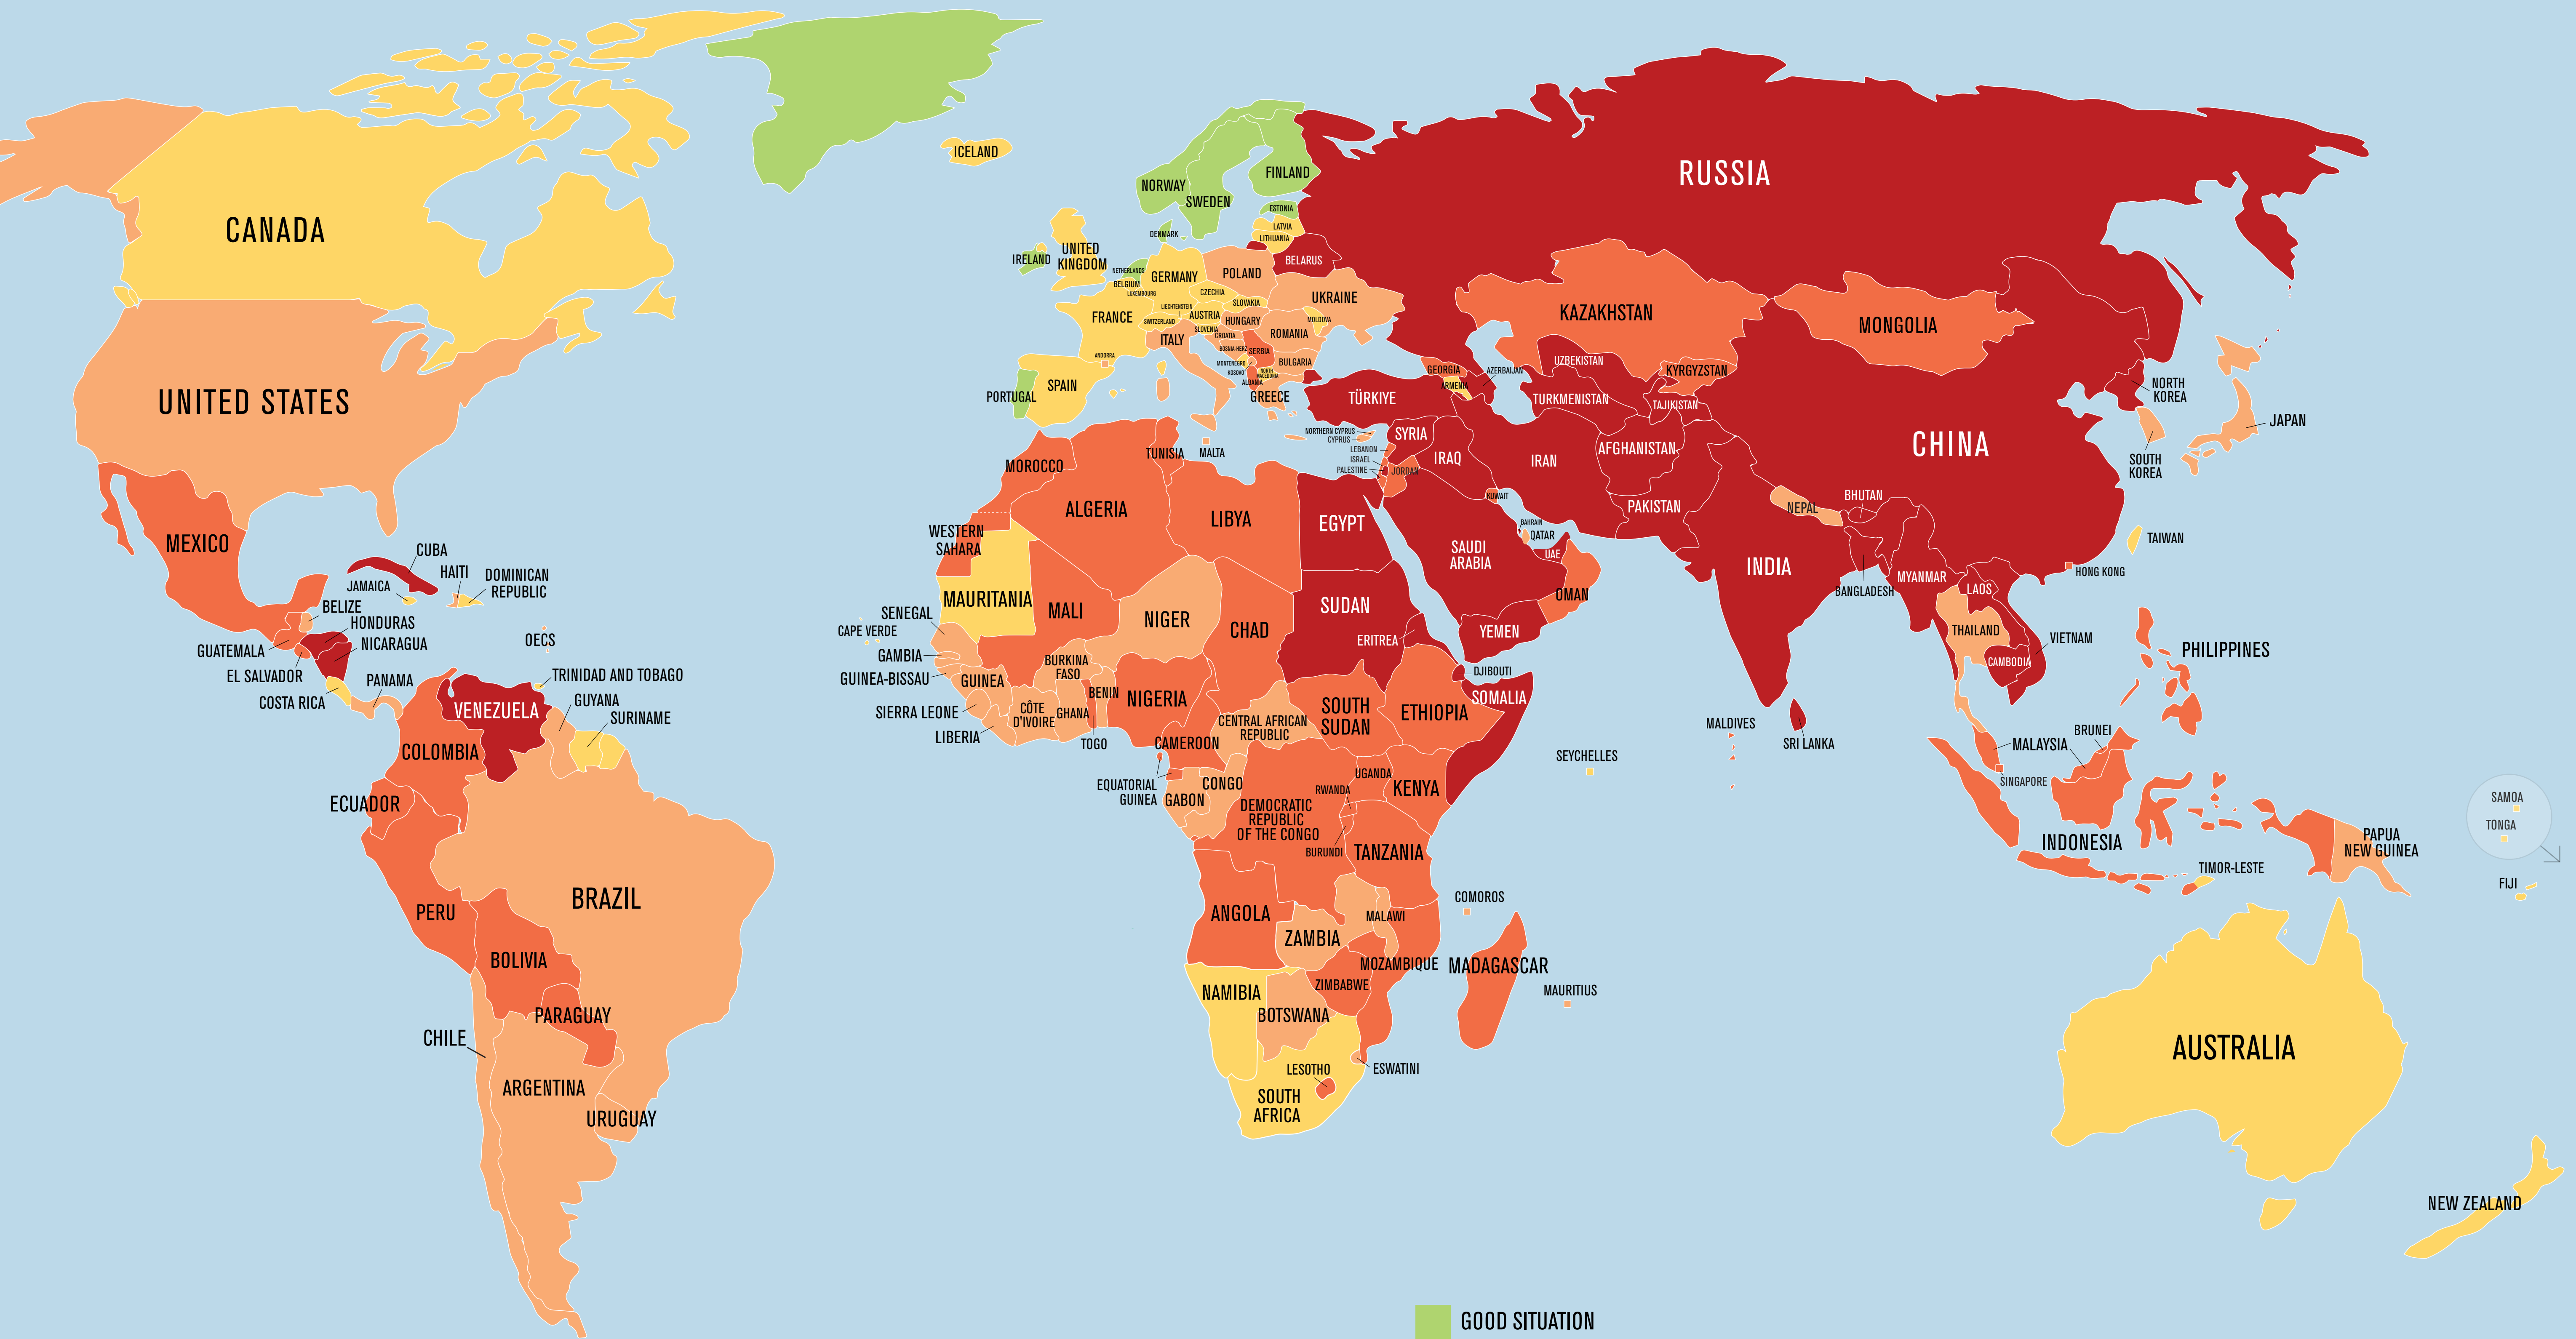 CANADA
UNITED STATES
MEXICO
CUBA
JAMAICA
HAITI
DOMINICAN
REPUBLIC
BELIZE
HONDURAS
NICARAGUA
GUATEMALA
EL SALVADOR
COSTA RICA
PANAMA
OECS
TRINIDAD AND TOBAGO
GUYANA
SURINAME
VENEZUELA
COLOMBIA
ECUADOR
PERU
BRAZIL
BOLIVIA
PARAGUAY
CHILE
ARGENTINA
URUGUAY
ICELAND
NORWAY
SWEDEN
FINLAND
ESTONIA
LATVIA
LITHUANIA
DENMARK
IRELAND
UNITED
KINGDOM
NETHERLANDS
BELGIUM
LUXEMBOURG
GERMANY
POLAND
BELARUS
UKRAINE
CZECHIA
SLOVAKIA
LIECHTENSTEIN
AUSTRIA
SWITZERLAND
FRANCE
HUNGARY
MOLDOVA
SLOVENIA
CROATIA
ROMANIA
ITALY
BOSNIA-HERZ
SERBIA
MONTENEGRO
KOSOVO
NORTH
MACEDONIA
BULGARIA
ALBANIA
GREECE
ANDORRA
SPAIN
PORTUGAL
MALTA
RUSSIA
KAZAKHSTAN
MONGOLIA
UZBEKISTAN
KYRGYZSTAN
TURKMENISTAN
TAJIKISTAN
GEORGIA
ARMENIA
AZERBAIJAN
TÜRKIYE
NORTHERN CYPRUS
CYPRUS
LEBANON
ISRAEL
PALESTINE
SYRIA
JORDAN
IRAQ
IRAN
AFGHANISTAN
KUWAIT
BAHRAIN
QATAR
UAE
SAUDI
ARABIA
OMAN
YEMEN
PAKISTAN
INDIA
NEPAL
BHUTAN
BANGLADESH
CHINA
NORTH
KOREA
SOUTH
KOREA
JAPAN
TAIWAN
HONG KONG
MYANMAR
LAOS
THAILAND
VIETNAM
CAMBODIA
PHILIPPINES
MALDIVES
SRI LANKA
MALAYSIA
BRUNEI
SINGAPORE
INDONESIA
TIMOR-LESTE
PAPUA
NEW GUINEA
SAMOA
TONGA
FIJI
AUSTRALIA
NEW ZEALAND
MOROCCO
TUNISIA
ALGERIA
LIBYA
EGYPT
WESTERN
SAHARA
MAURITANIA
MALI
NIGER
CHAD
SUDAN
ERITREA
DJIBOUTI
SOMALIA
SENEGAL
CAPE VERDE
GAMBIA
GUINEA-BISSAU
GUINEA
SIERRA LEONE
LIBERIA
CÔTE
D'IVOIRE
BURKINA
FASO
GHANA
BENIN
TOGO
NIGERIA
CAMEROON
CENTRAL AFRICAN
REPUBLIC
SOUTH
SUDAN
ETHIOPIA
EQUATORIAL
GUINEA
GABON
CONGO
DEMOCRATIC
REPUBLIC
OF THE CONGO
UGANDA
RWANDA
BURUNDI
KENYA
TANZANIA
SEYCHELLES
COMOROS
ANGOLA
ZAMBIA
MALAWI
MOZAMBIQUE
MADAGASCAR
MAURITIUS
ZIMBABWE
NAMIBIA
BOTSWANA
LESOTHO
ESWATINI
SOUTH
AFRICA
GOOD SITUATION